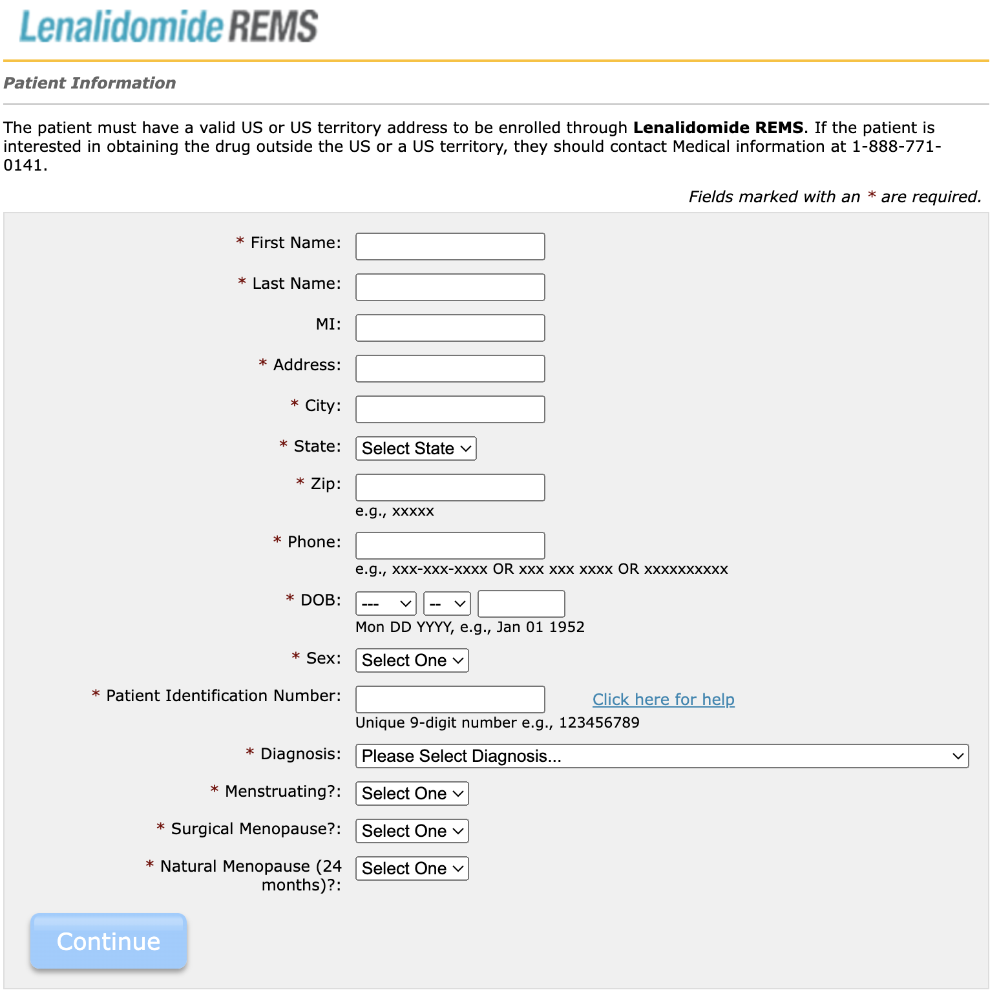 Lenalidomide REMS
Patient Information
The patient must have a valid US or US territory address to be enrolled through Lenalidomide REMS. If the patient is
interested in obtaining the drug outside the US or a US territory, they should contact Medical information at 1-888-771-
0141.
Fields marked with an * are required.
* First Name:
* Last Name:
MI:
* Address:
* City:
* State: Select State
* Zip:
e.g., xxxxx
* Phone:
e.g., xxx-xxx-xxxx OR xxx xxx xxxx OR xxxxxxxxxx
* DOB: --- --
Mon DD YYYY, e.g., Jan 01 1952
* Sex: Select One
* Patient Identification Number: Click here for help
Unique 9-digit number e.g., 123456789
* Diagnosis: Please Select Diagnosis...
* Menstruating?: Select One
* Surgical Menopause?: Select One
* Natural Menopause (24 Select One
months)?:
Continue